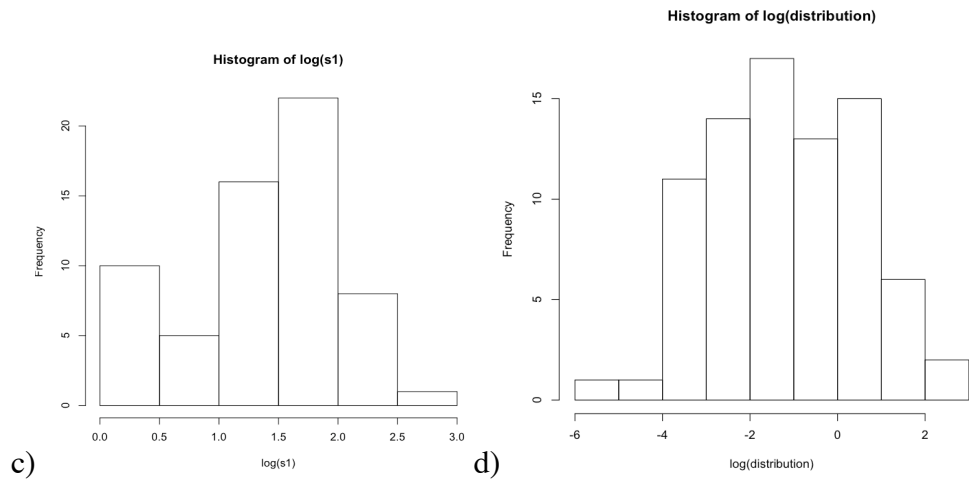 Histogram of log(s1)
Frequency
0
5
10
15
20
0.0 0.5 1.0 1.5 2.0 2.5 3.0
log(s1)
c)
Histogram of log(distribution)
Frequency
0
5
10
15
-6 -4 -2 0 2
log(distribution)
d)